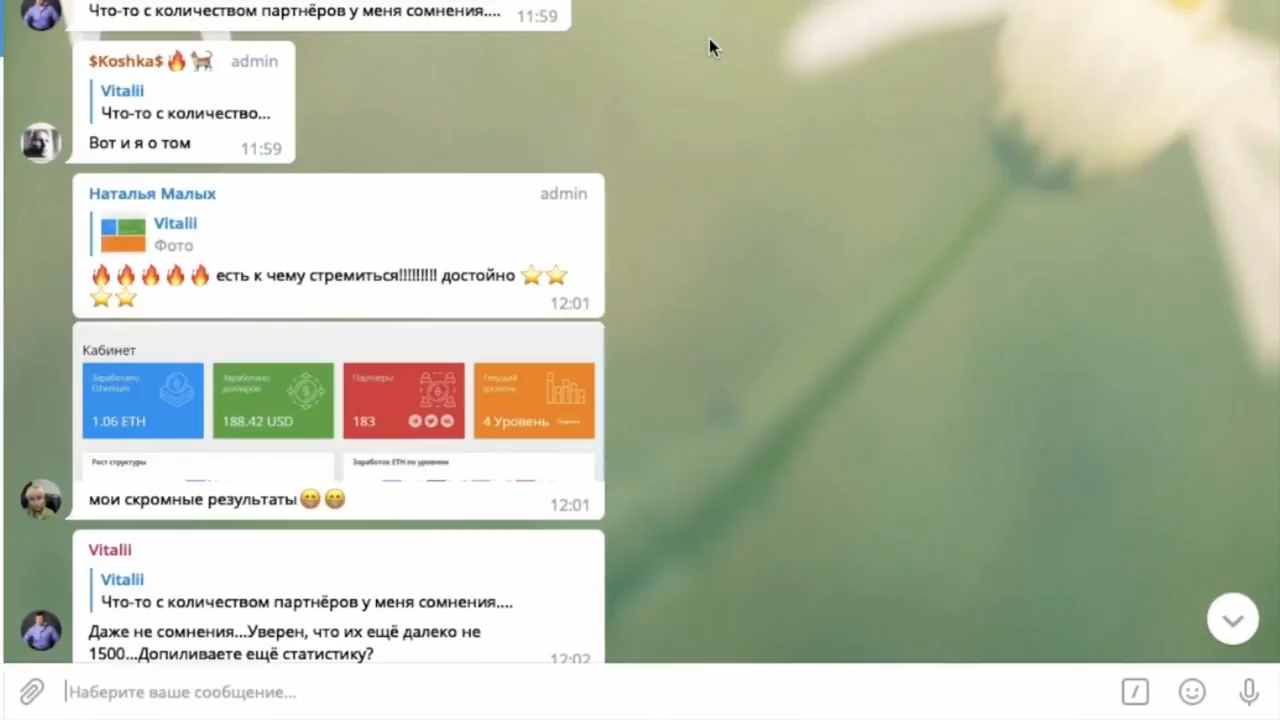 Что-то с количеством партнёров у меня сомнения....
11:59
$Koshka$🔥🐈 admin
Vitalii
Что-то с количество...
Вот и я о том
11:59
Наталья Малых admin
Vitalii
Фото
🔥🔥🔥🔥🔥 есть к чему стремиться!!!!!!!!! достойно ⭐⭐
⭐⭐
12:01
Кабинет
Заработано Ethereum
1.06 ETH
Заработано долларов
188.42 USD
Партнеры
183
Текущий уровень
4 Уровень
Рост структуры
Заработок ETH по уровням
мои скромные результаты😁😁
12:01
Vitalii
Vitalii
Что-то с количеством партнёров у меня сомнения....
Даже не сомнения...Уверен, что их ещё далеко не
1500...Допиливаете ещё статистику?
12:02
Наберите ваше сообщение...